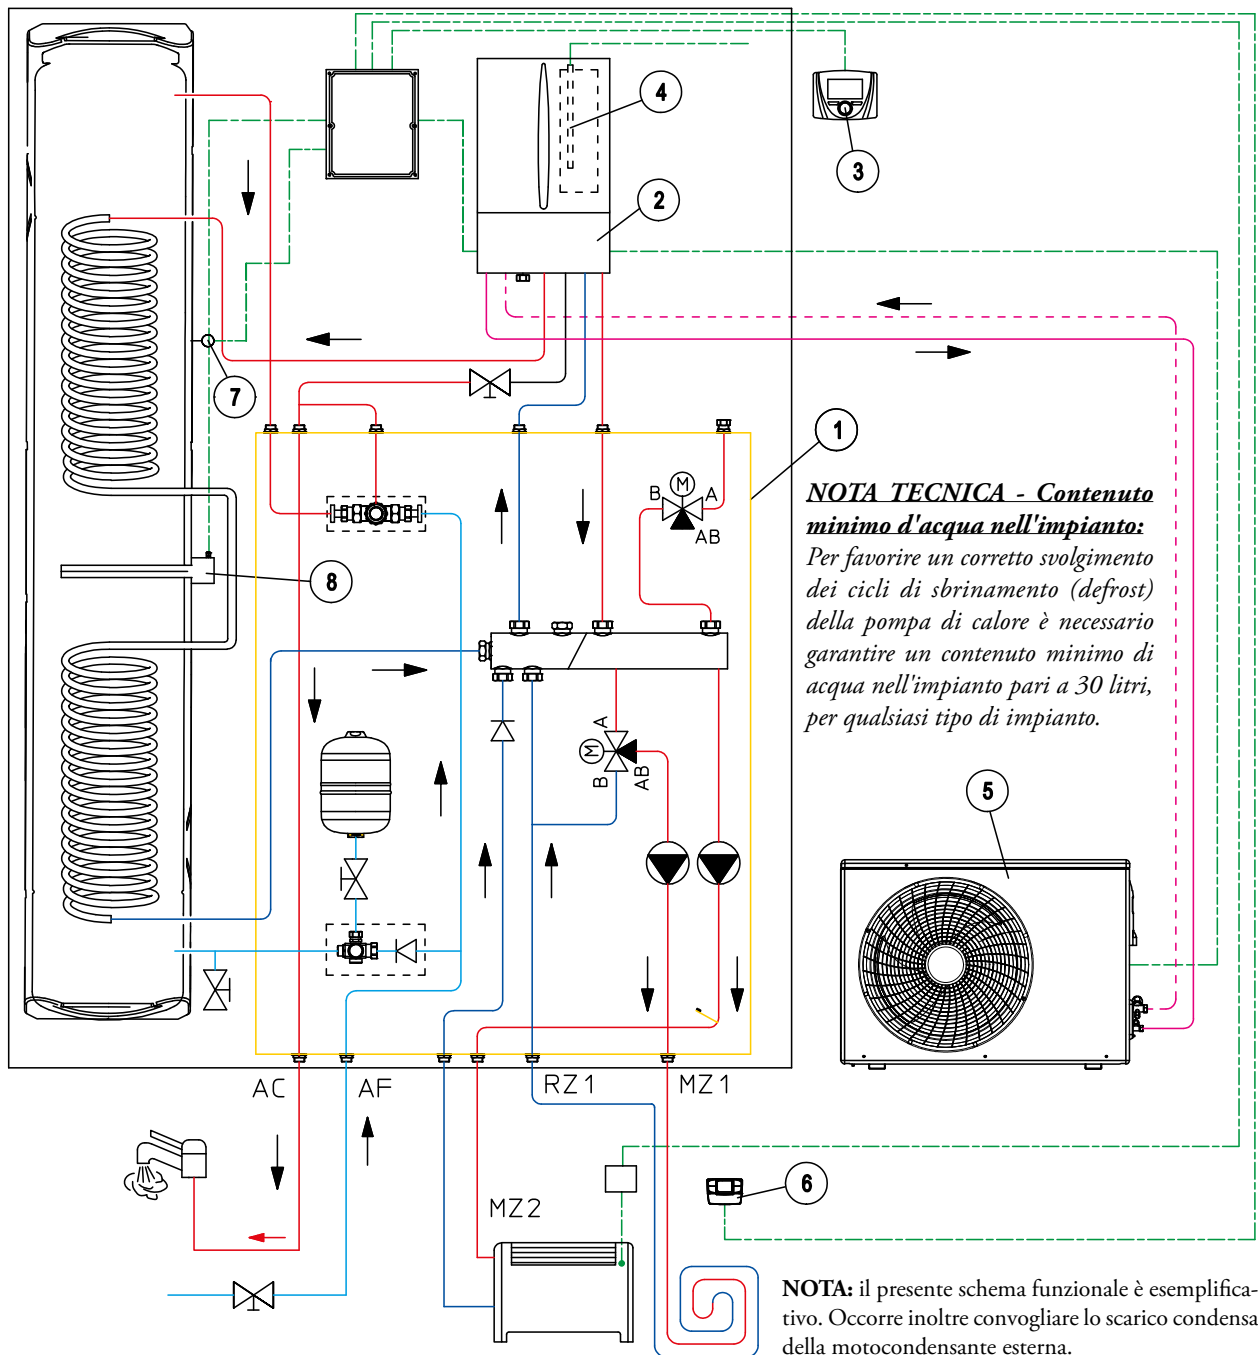 4
3
2
7
1
B
M
A
AB
NOTA TECNICA - Contenuto
minimo d'acqua nell'impianto:
Per favorire un corretto svolgimento
dei cicli di sbrinamento (defrost)
della pompa di calore è necessario
garantire un contenuto minimo di
acqua nell'impianto pari a 30 litri,
per qualsiasi tipo di impianto.
8
A
M
B
AB
5
AC
AF
RZ1
MZ1
6
MZ2
NOTA: il presente schema funzionale è esemplifica-
tivo. Occorre inoltre convogliare lo scarico condensa
della motocondensante esterna.